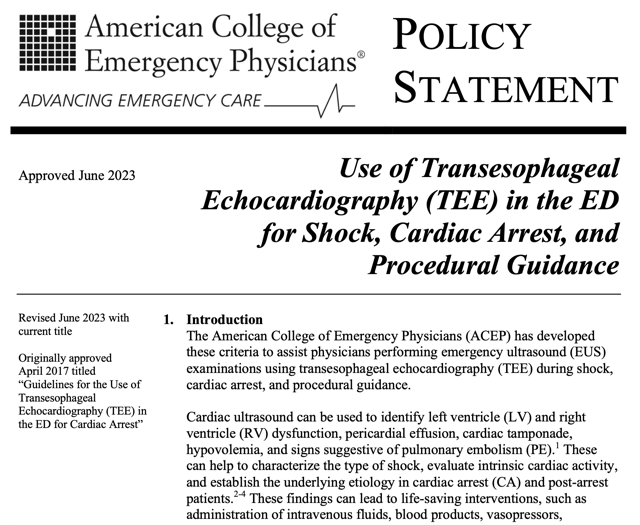 American College of
Emergency Physicians®
ADVANCING EMERGENCY CARE
POLICY
STATEMENT
Approved June 2023
Use of Transesophageal
Echocardiography (TEE) in the ED
for Shock, Cardiac Arrest, and
Procedural Guidance
Revised June 2023 with
current title
Originally approved
April 2017 titled
“Guidelines for the Use of
Transesophageal
Echocardiography (TEE) in
the ED for Cardiac Arrest”
1. Introduction
The American College of Emergency Physicians (ACEP) has developed
these criteria to assist physicians performing emergency ultrasound (EUS)
examinations using transesophageal echocardiography (TEE) during shock,
cardiac arrest, and procedural guidance.
Cardiac ultrasound can be used to identify left ventricle (LV) and right
ventricle (RV) dysfunction, pericardial effusion, cardiac tamponade,
hypovolemia, and signs suggestive of pulmonary embolism (PE).1 These
can help to characterize the type of shock, evaluate intrinsic cardiac activity,
and establish the underlying etiology in cardiac arrest (CA) and post-arrest
patients.2-4 These findings can lead to life-saving interventions, such as
administration of intravenous fluids, blood products, vasopressors,